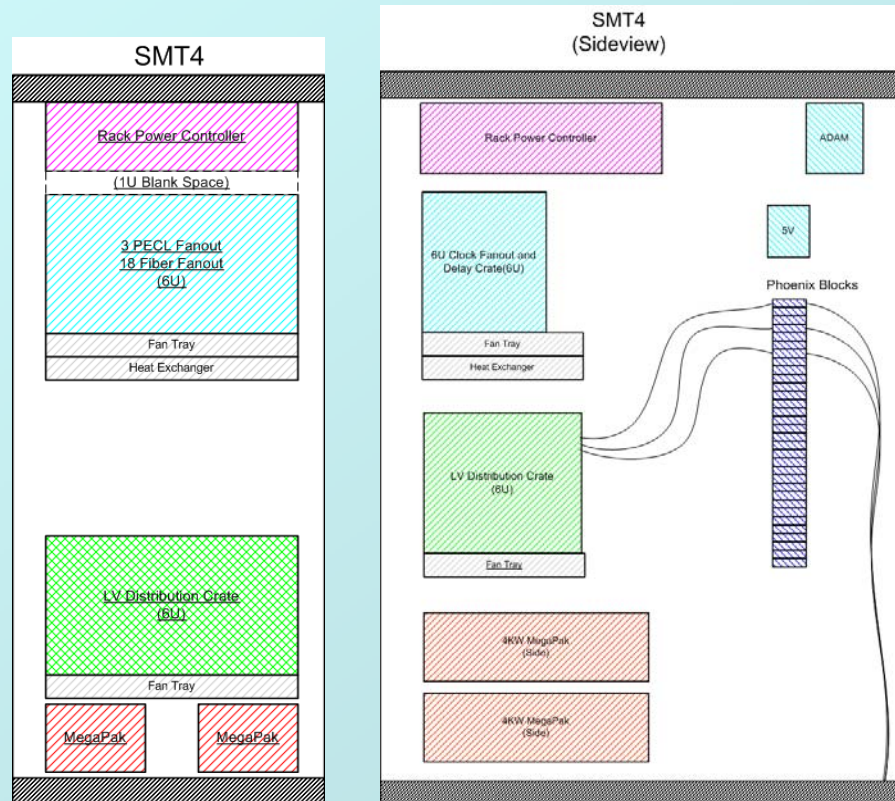 SMT4
Rack Power Controller
(1U Blank Space)
3 PECL Fanout
18 Fiber Fanout
(6U)
Fan Tray
Heat Exchanger
LV Distribution Crate
(6U)
Fan Tray
MegaPak
MegaPak
SMT4
(Sideview)
Rack Power Controller
ADAM
6U Clock Fanout and
Delay Crate(6U)
5V
Phoenix Blocks
Fan Tray
Heat Exchanger
LV Distribution Crate
(6U)
Fan Tray
4KW MegaPak
(Side)
4KW MegaPak
(Side)